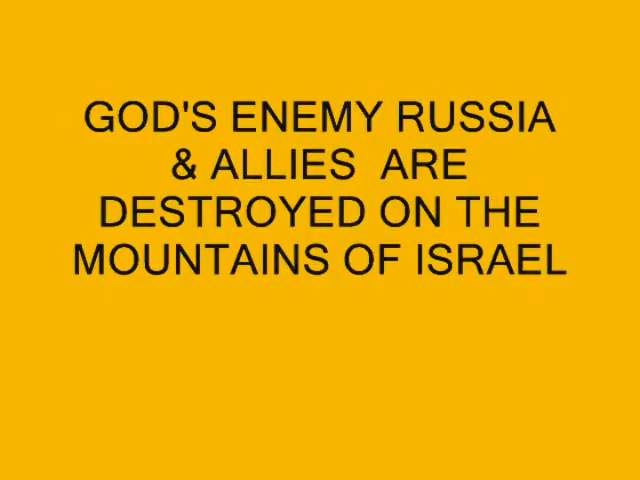 GOD'S ENEMY RUSSIA
& ALLIES  ARE
DESTROYED ON THE
MOUNTAINS OF ISRAEL